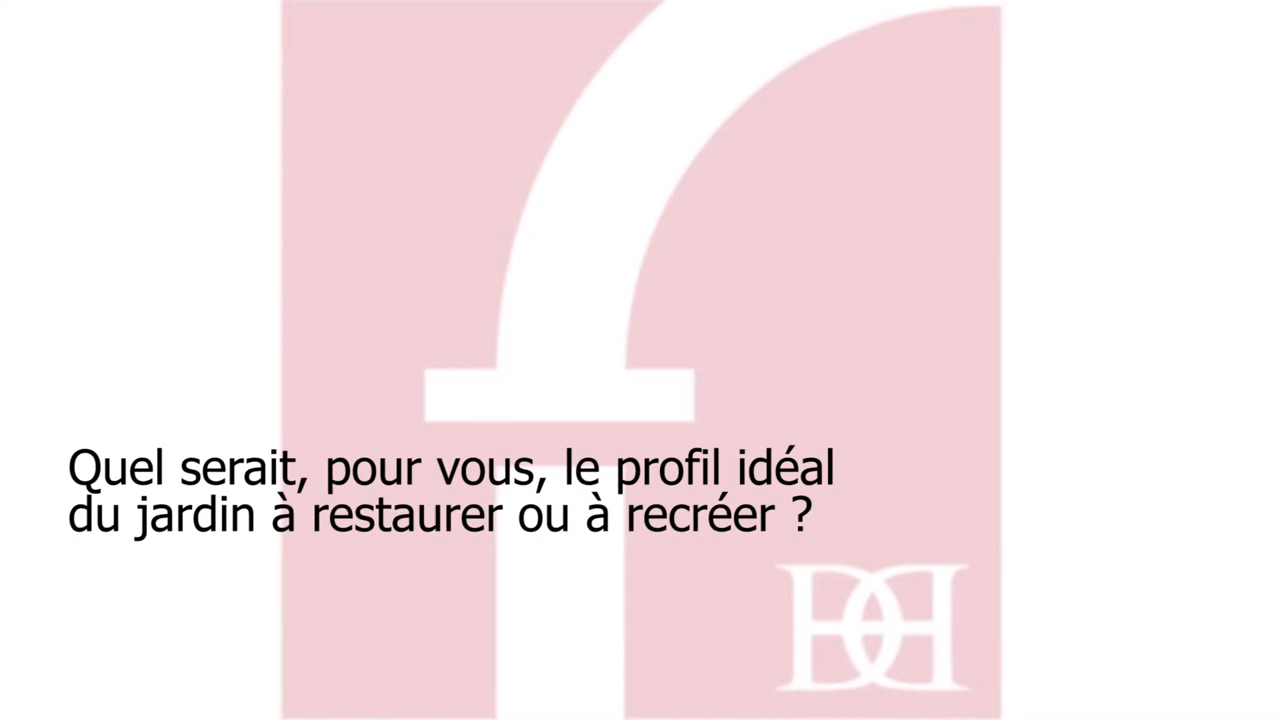 Quel serait, pour vous, le profil idéal
du jardin à restaurer ou à recréer ?